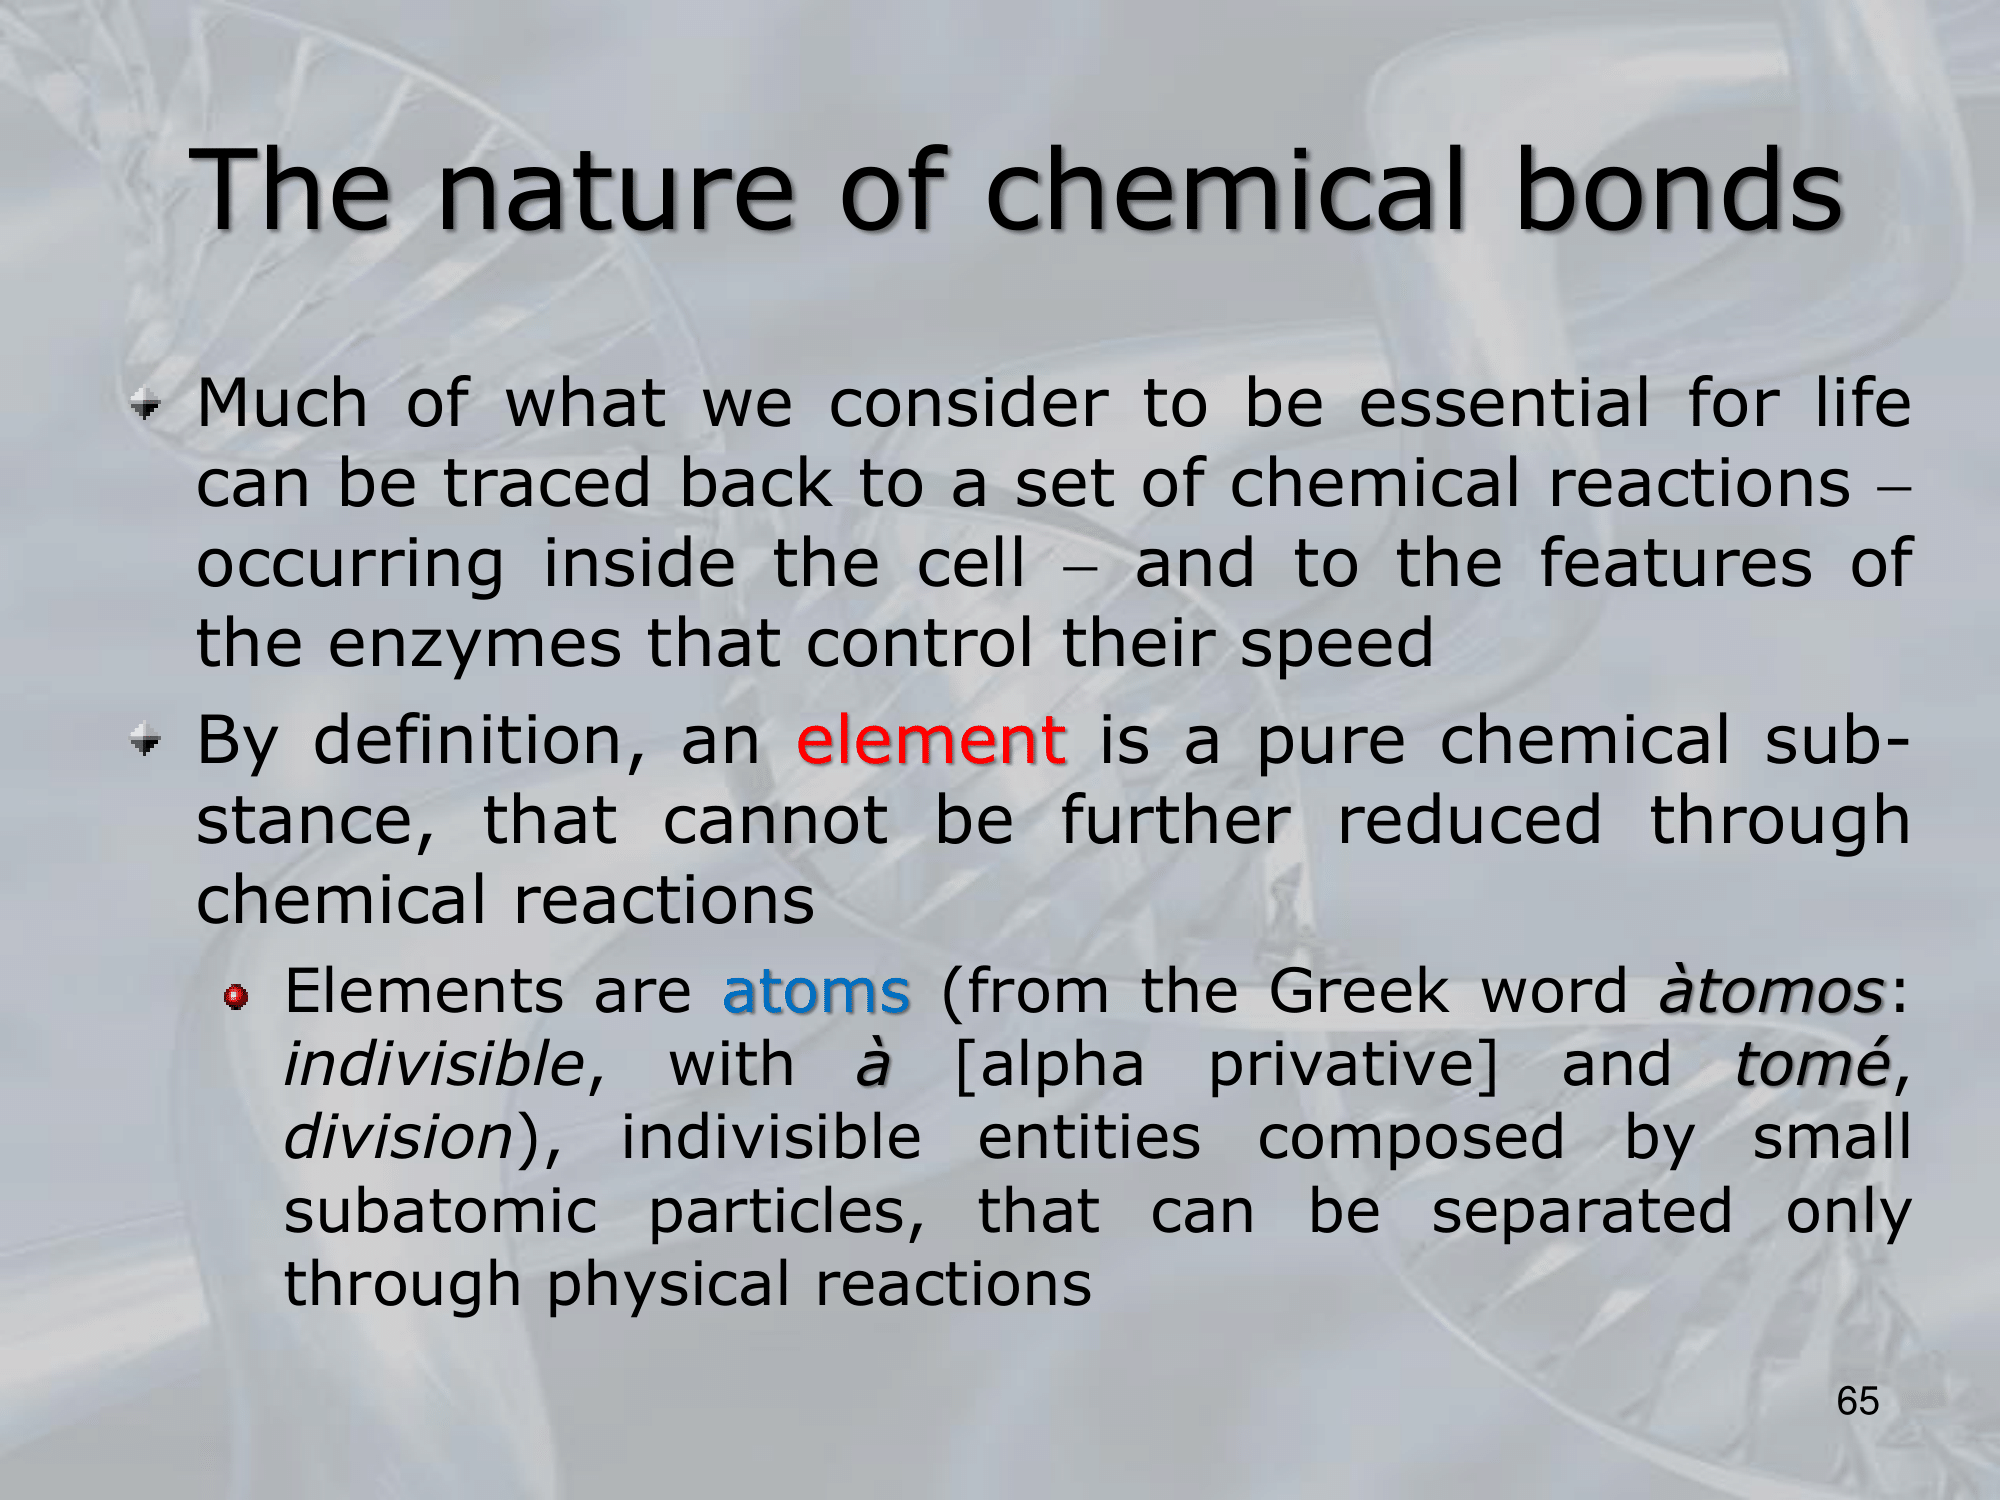 The nature of chemical bonds
Much of what we consider to be essential for life
can be traced back to a set of chemical reactions –
occurring inside the cell – and to the features of
the enzymes that control their speed
By definition, an element is a pure chemical sub-
stance, that cannot be further reduced through
chemical reactions
Elements are atoms (from the Greek word àtomos:
indivisible, with à [alpha privative] and tomé,
division), indivisible entities composed by small
subatomic particles, that can be separated only
through physical reactions
65